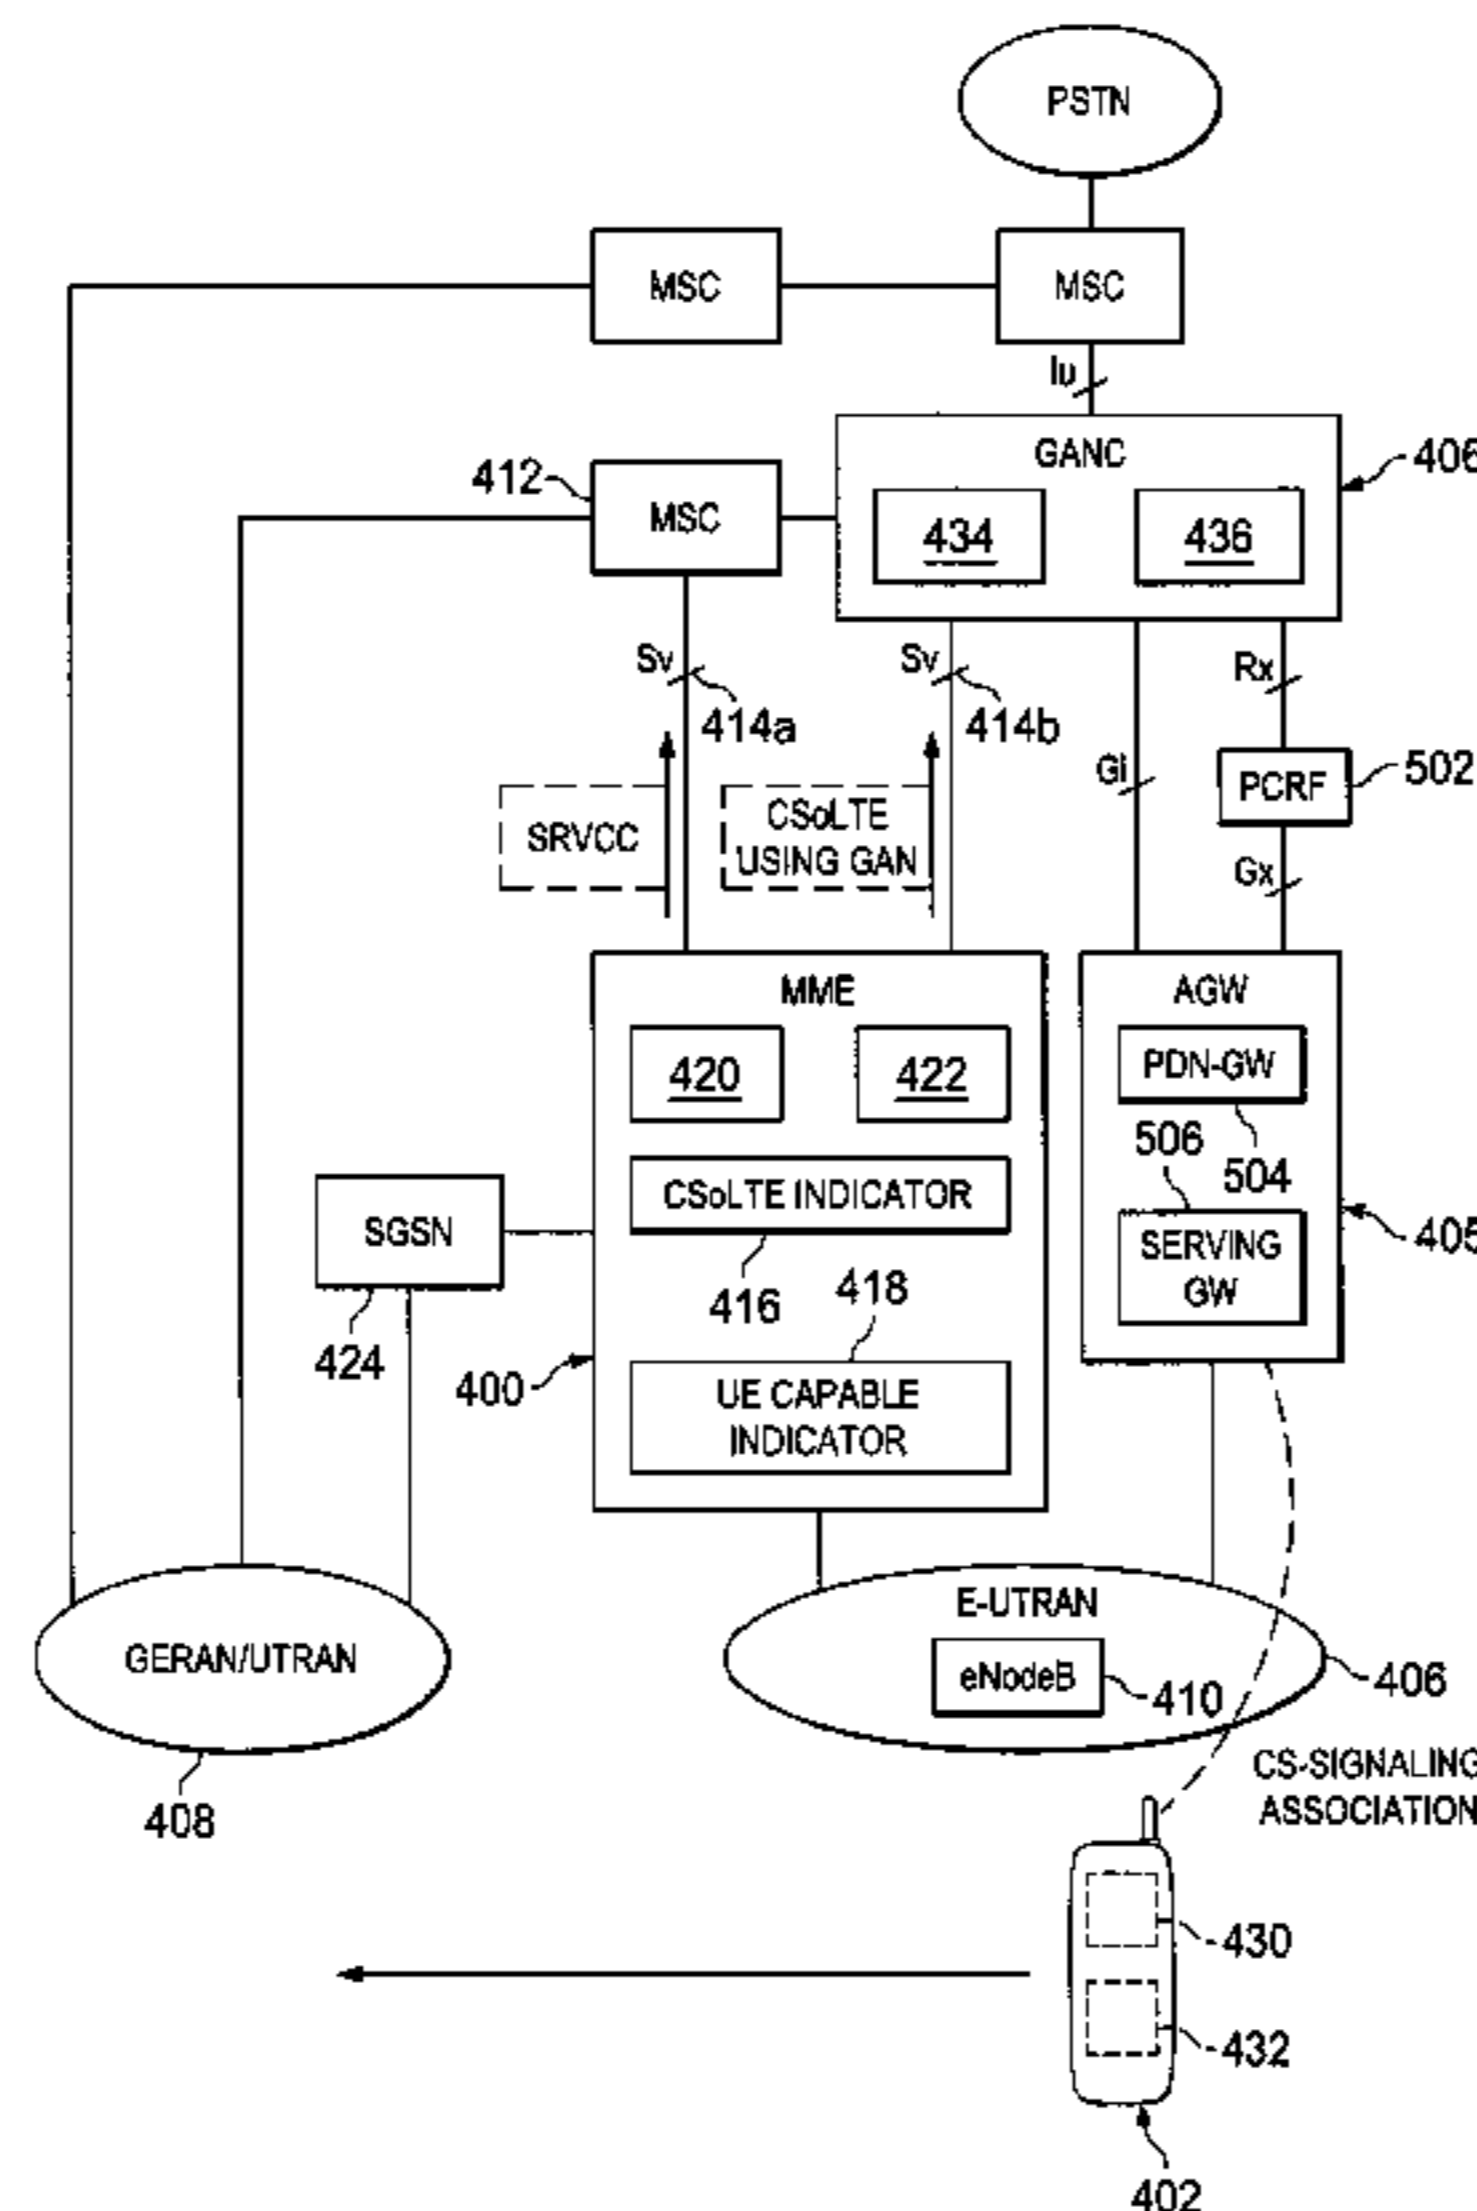 PSTN
MSC
MSC
Iu
GANC
406
412
MSC
434
436
Sv
414a
Sv
414b
Rx
Gi
PCRF
502
SRVCC
CSoLTE
USING GAN
Gx
MME
AGW
420
422
PDN-GW
506
504
CSoLTE INDICATOR
SGSN
SERVING
GW
405
416
418
424
400
UE CAPABLE
INDICATOR
E-UTRAN
GERAN/UTRAN
eNodeB
410
406
CS-SIGNALING
ASSOCIATION
408
430
432
402